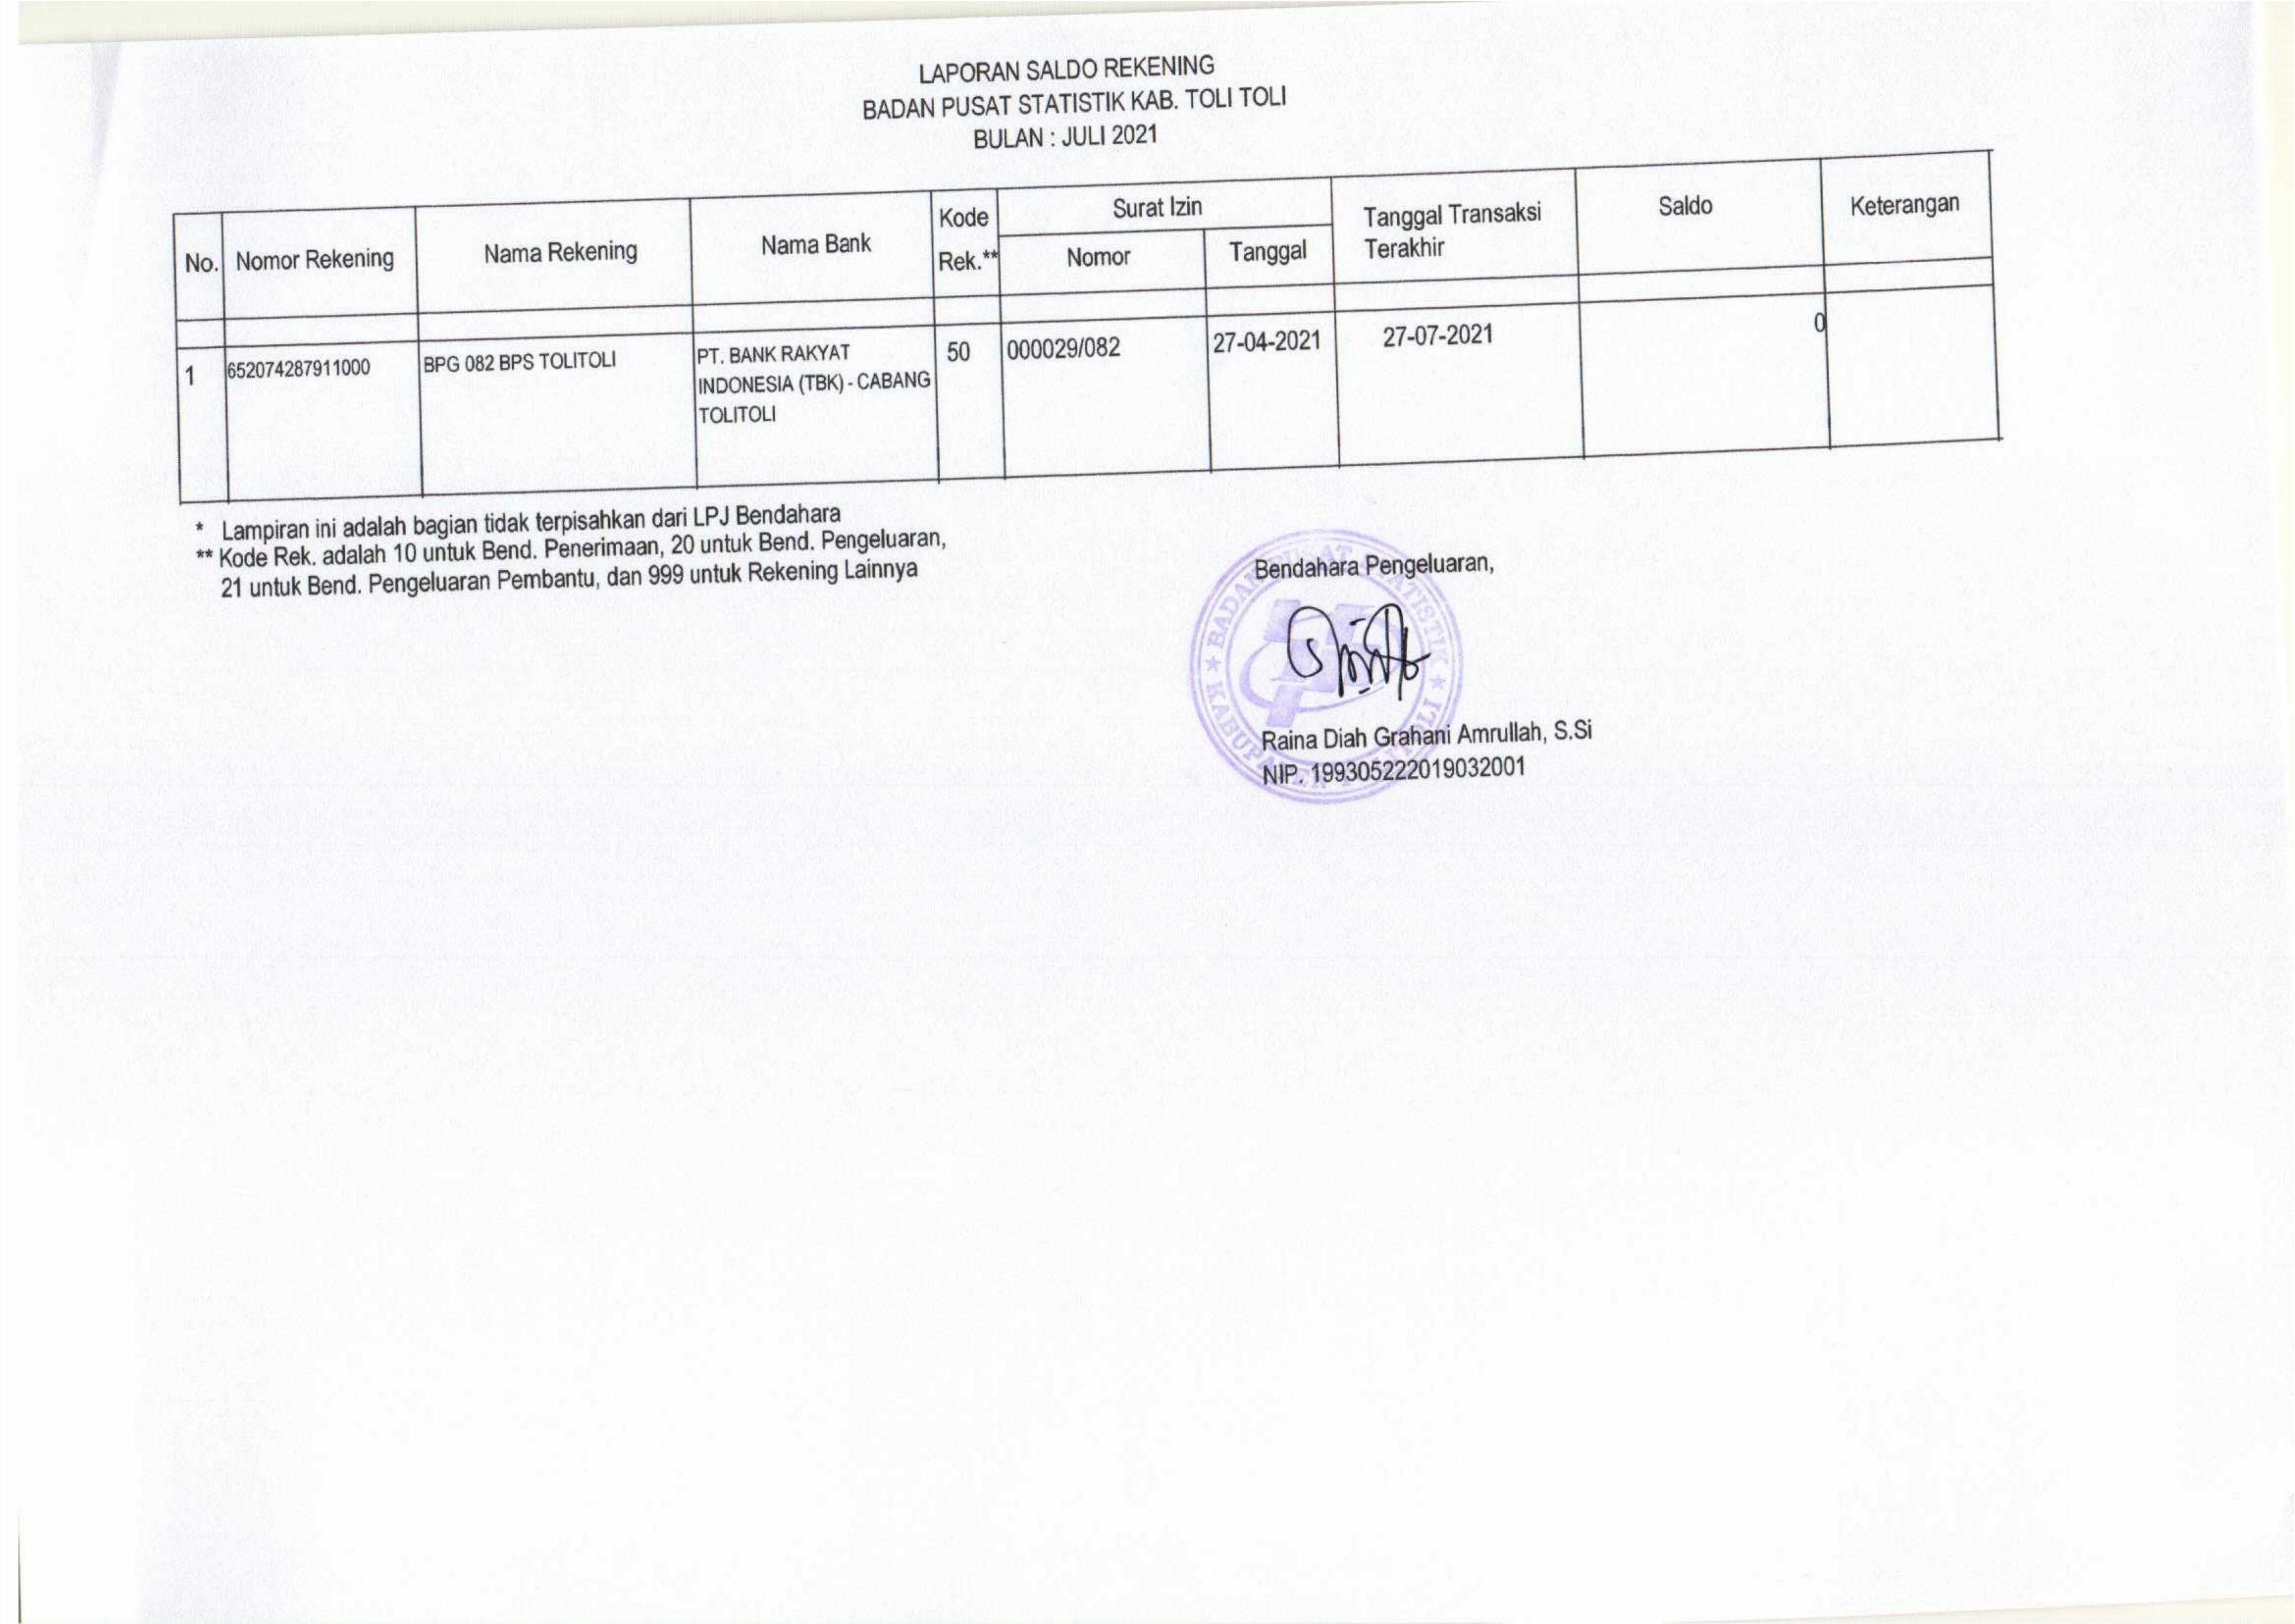 LAPORAN SALDO REKENING
BADAN PUSAT STATISTIK KAB. TOLI TOLI
BULAN : JULI 2021
No. Nomor Rekening Nama Rekening Nama Bank Kode Rek.** Surat Izin Nomor Tanggal Tanggal Transaksi Terakhir Saldo Keterangan
1 652074287911000 BPG 082 BPS TOLITOLI PT. BANK RAKYAT 50 000029/082 27-04-2021 27-07-2021 0
INDONESIA (TBK) - CABANG
TOLITOLI
* Lampiran ini adalah bagian tidak terpisahkan dari LPJ Bendahara
** Kode Rek. adalah 10 untuk Bend. Penerimaan, 20 untuk Bend. Pengeluaran,
21 untuk Bend. Pengeluaran Pembantu, dan 999 untuk Rekening Lainnya
Bendahara Pengeluaran,
BADAN PUSAT STATISTIK
Raina Diah Grahani Amrullah, S.Si
NIP. 199305222019032001